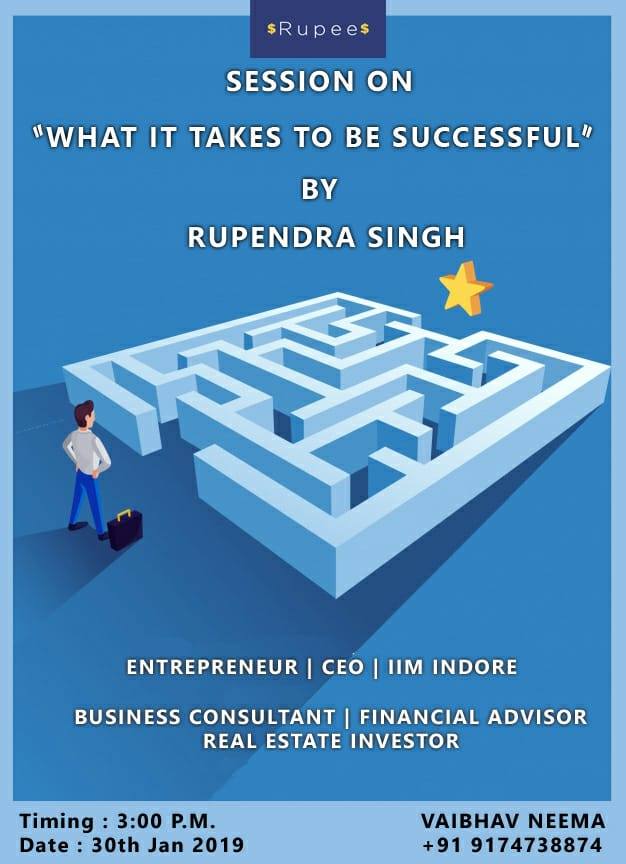 $Rupee$
SESSION ON
"WHAT IT TAKES TO BE SUCCESSFUL"
BY
RUPENDRA SINGH
ENTREPRENEUR | CEO | IIM INDORE
BUSINESS CONSULTANT | FINANCIAL ADVISOR
REAL ESTATE INVESTOR
Timing : 3:00 P.M.
Date : 30th Jan 2019
VAIBHAV NEEMA
+91 9174738874